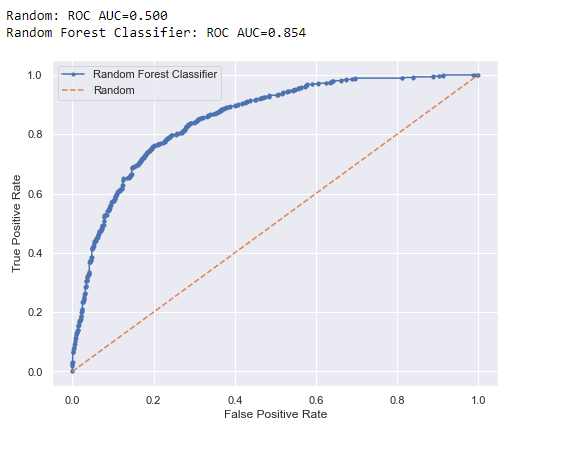 Random: ROC AUC=0.500
Random Forest Classifier: ROC AUC=0.854
1.0
Random Forest Classifier
Random
0.8
0.6
0.4
0.2
0.0
True Positive Rate
0.0 0.2 0.4 0.6 0.8 1.0
False Positive Rate